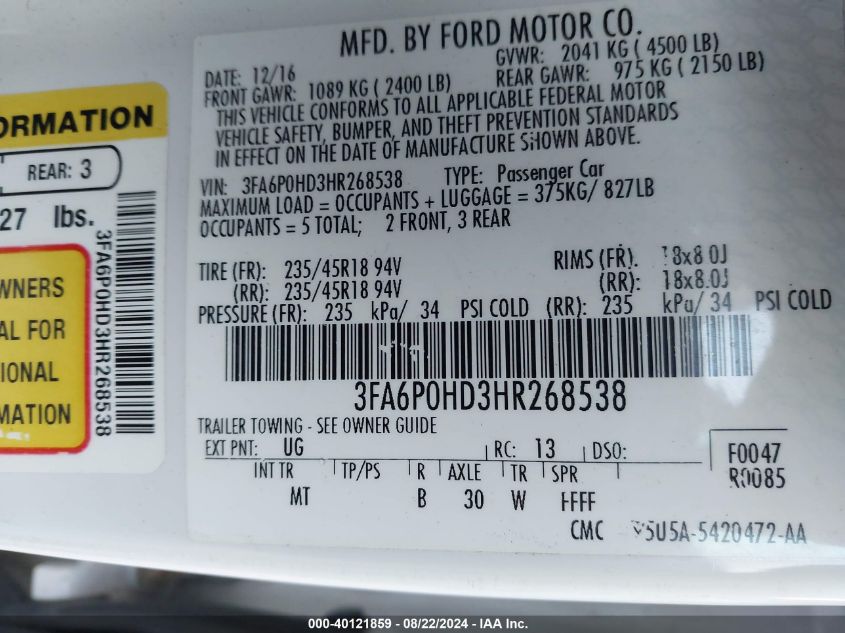 MFD. BY FORD MOTOR CO.
DATE: 12/16 GVWR: 2041 KG ( 4500 LB)
FRONT GAWR: 1089 KG ( 2400 LB) REAR GAWR: 975 KG ( 2150 LB)
THIS VEHICLE CONFORMS TO ALL APPLICABLE FEDERAL MOTOR
VEHICLE SAFETY, BUMPER, AND THEFT PREVENTION STANDARDS
IN EFFECT ON THE DATE OF MANUFACTURE SHOWN ABOVE.
VIN: 3FA6P0HD3HR268538 TYPE: Passenger Car
MAXIMUM LOAD = OCCUPANTS + LUGGAGE = 375KG/ 827LB
OCCUPANTS = 5 TOTAL; 2 FRONT, 3 REAR
TIRE (FR): 235/45R18 94V RIMS (FR). 18x8.0J
(RR): 235/45R18 94V (RR): 18x8.0J
PRESSURE (FR): 235 kPa/ 34 PSI COLD (RR): 235 kPa/ 34 PSI COLD
3FA6P0HD3HR268538
TRAILER TOWING - SEE OWNER GUIDE
EXT PNT: UG RC: 13 DSO:
F0047
R0085
INT TR TP/PS R AXLE TR SPR
MT B 30 W FFFF
CMC 5U5A-5420472-AA
ORMATION
REAR: 3
27 lbs.
WNERS
AL FOR
IONAL
MATION
3FA6P0HD3HR268538
000-40121859 - 08/22/2024 - IAA Inc.